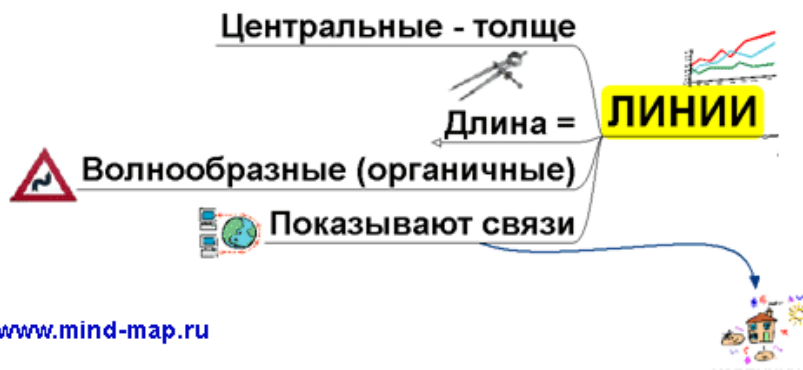 Центральные - толще
ЛИНИИ
Длина =
Волнообразные (органичные)
Показывают связи
www.mind-map.ru